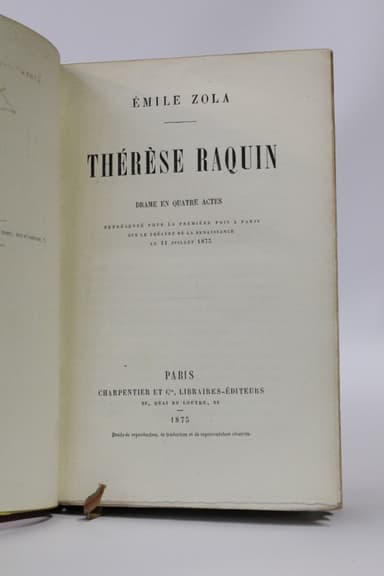 ÉMILE ZOLA
THÉRÈSE RAQUIN
DRAME EN QUATRE ACTES
REPRÉSENTÉ POUR LA PREMIÈRE FOIS A PARIS
SUR LE THÉATRE DE LA RENAISSANCE
LE 11 JUILLET 1873
PARIS
CHARPENTIER ET Cie, LIBRAIRES-ÉDITEURS
28, QUAI DU LOUVRE, 28
1873
Droits de reproduction, de traduction et de représentation réservés.